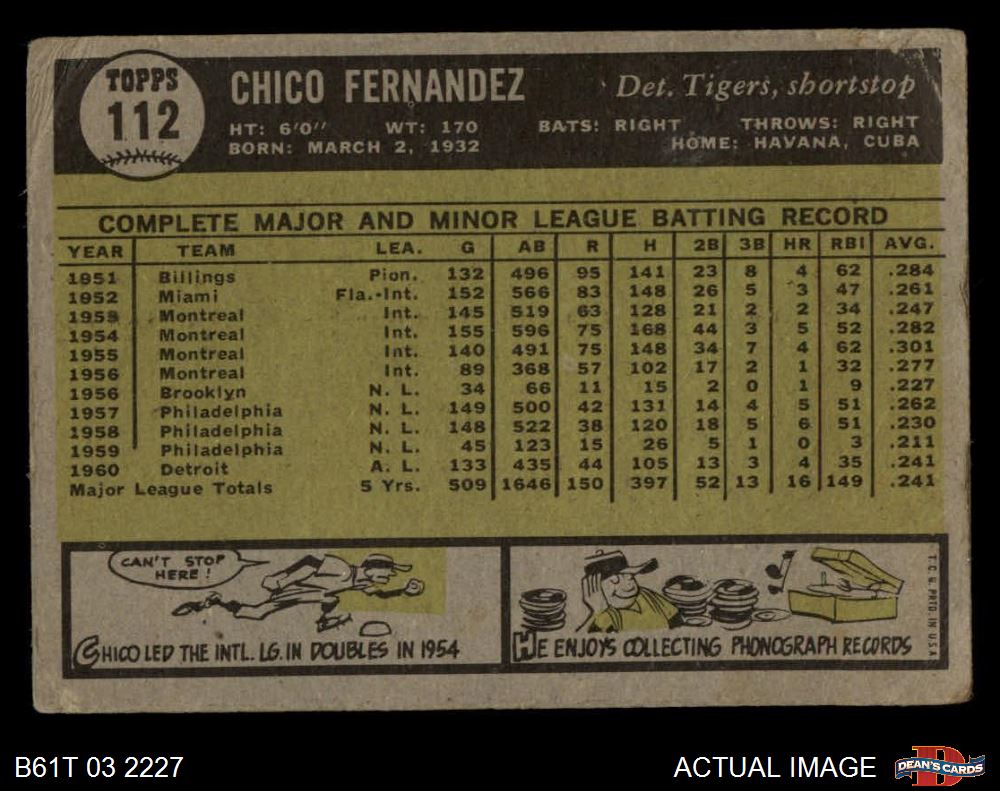 TOPPS
112
CHICO FERNANDEZ Det. Tigers, shortstop
HT: 6'0" WT: 170 BATS: RIGHT THROWS: RIGHT
BORN: MARCH 2, 1932 HOME: HAVANA, CUBA
COMPLETE MAJOR AND MINOR LEAGUE BATTING RECORD
YEAR TEAM LEA. G AB R H 2B 3B HR RBI AVG.
1951 Billings Pion. 132 496 95 141 23 8 4 62 .284
1952 Miami Fla.-Int. 152 566 83 148 26 5 3 47 .261
1953 Montreal Int. 145 519 63 128 21 2 2 34 .247
1954 Montreal Int. 155 596 75 168 44 3 5 52 .282
1955 Montreal Int. 140 491 75 148 34 7 4 62 .301
1956 Montreal Int. 89 368 57 102 17 2 1 32 .277
1956 Brooklyn N. L. 34 66 11 15 2 0 1 9 .227
1957 Philadelphia N. L. 149 500 42 131 14 4 5 51 .262
1958 Philadelphia N. L. 148 522 38 120 18 5 6 51 .230
1959 Philadelphia N. L. 45 123 15 26 5 1 0 3 .211
1960 Detroit A. L. 133 435 44 105 13 3 4 35 .241
Major League Totals 5 Yrs. 509 1646 150 397 52 13 16 149 .241
CAN'T STOP
HERE!
CHICO LED THE INTL. LG. IN DOUBLES IN 1954
HE ENJOYS COLLECTING PHONOGRAPH RECORDS
T.C.G. PRTD. IN U.S.A.
B61T 03 2227
ACTUAL IMAGE
DEAN'S CARDS